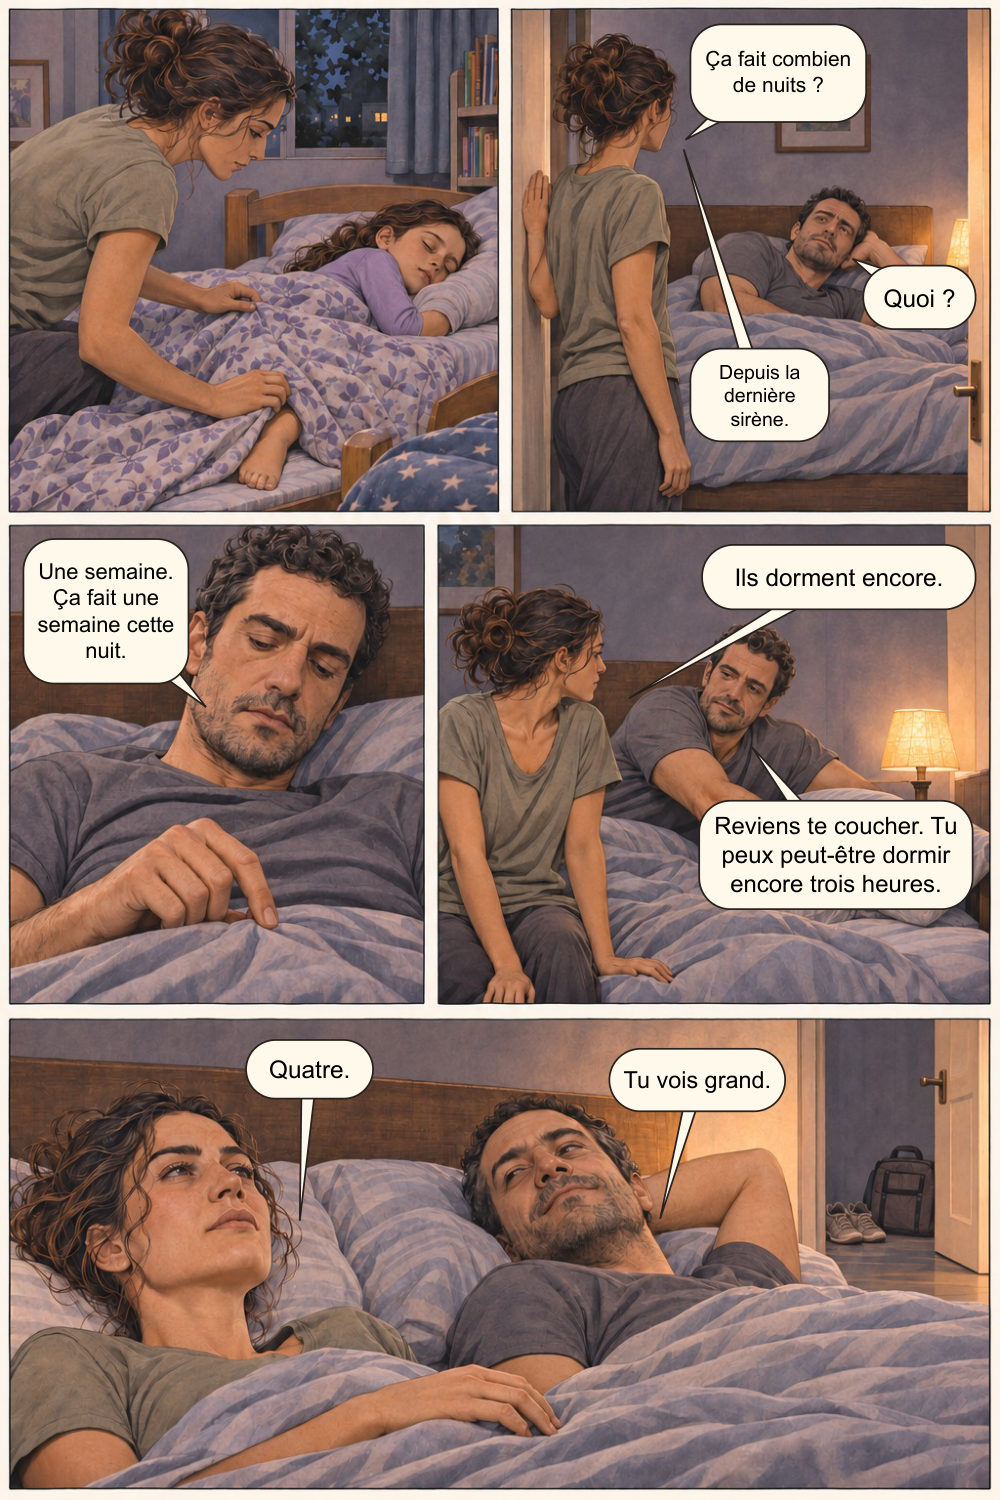 Ça fait combien
de nuits ?
Quoi ?
Depuis la
dernière
sirène.
Une semaine.
Ça fait une
semaine cette
nuit.
Ils dorment encore.
Reviens te coucher. Tu
peux peut-être dormir
encore trois heures.
Quatre.
Tu vois grand.